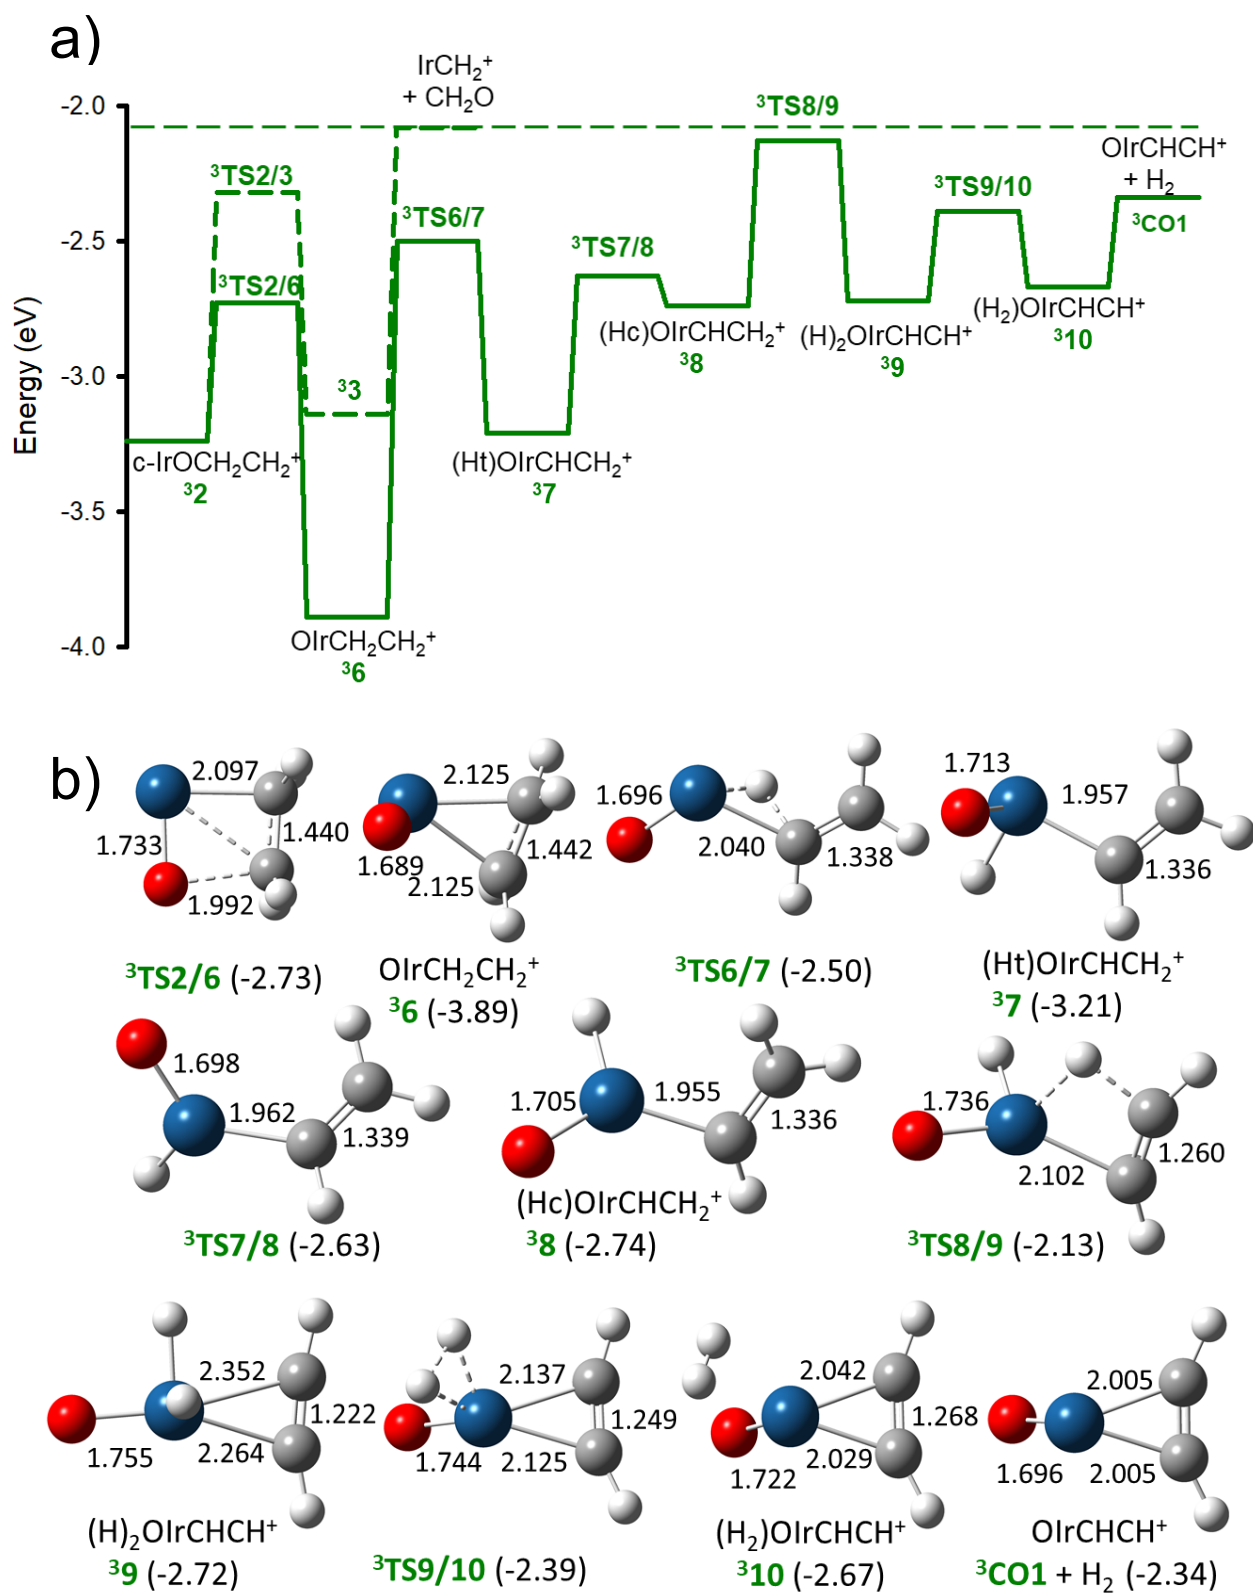 a)
IrCH₂⁺
+ CH₂O
-2.0
³TS8/9
OIrCHCH⁺
+ H₂
³TS2/3
³TS9/10
³TS6/7
³CO1
-2.5
³TS7/8
³TS2/6
(H₂)OIrCHCH⁺
³10
(Hc)OIrCHCH₂⁺
³8
(H)₂OIrCHCH⁺
³9
Energy (eV)
-3.0
³3
c-IrOCH₂CH₂⁺
³2
(Ht)OIrCHCH₂⁺
³7
-3.5
-4.0
OIrCH₂CH₂⁺
³6
b)
2.097
1.440
1.733
1.992
³TS2/6 (-2.73)
2.125
1.442
1.689
2.125
OIrCH₂CH₂⁺
³6 (-3.89)
1.696
2.040
1.338
³TS6/7 (-2.50)
1.713
1.957
1.336
(Ht)OIrCHCH₂⁺
³7 (-3.21)
1.698
1.962
1.339
³TS7/8 (-2.63)
1.705
1.955
1.336
(Hc)OIrCHCH₂⁺
³8 (-2.74)
1.736
2.102
1.260
³TS8/9 (-2.13)
2.352
1.222
1.755
2.264
(H)₂OIrCHCH⁺
³9 (-2.72)
2.137
1.249
1.744
2.125
³TS9/10 (-2.39)
2.042
1.268
1.722
2.029
(H₂)OIrCHCH⁺
³10 (-2.67)
2.005
1.696
2.005
OIrCHCH⁺
³CO1 + H₂ (-2.34)